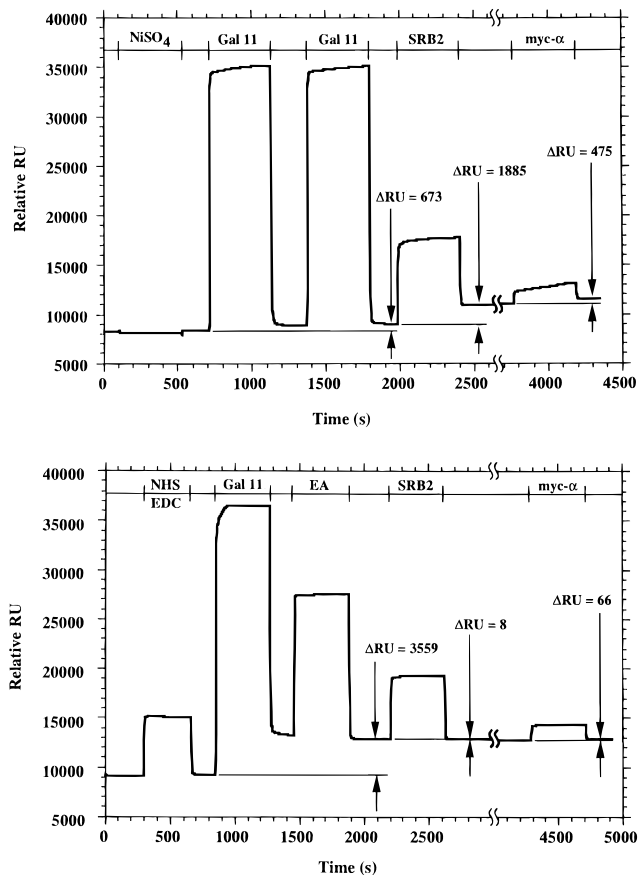 40000
35000
30000
25000
20000
15000
10000
5000
Relative RU
NiSO4 Gal 11 Gal 11 SRB2 myc-α
ΔRU = 475
ΔRU = 1885
ΔRU = 673
0 500 1000 1500 2000 2500 4000 4500
Time (s)
40000
35000
30000
25000
20000
15000
10000
5000
Relative RU
NHS Gal 11 EA SRB2 myc-α
EDC
ΔRU = 66
ΔRU = 8
ΔRU = 3559
0 500 1000 1500 2000 2500 4500 5000
Time (s)